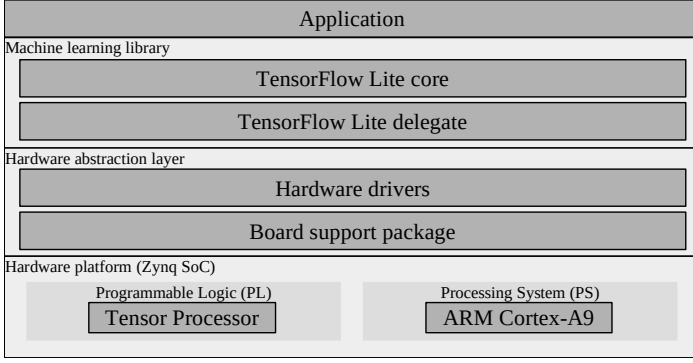 Application
Machine learning library
TensorFlow Lite core
TensorFlow Lite delegate
Hardware abstraction layer
Hardware drivers
Board support package
Hardware platform (Zynq SoC)
Programmable Logic (PL)
Tensor Processor
Processing System (PS)
ARM Cortex-A9